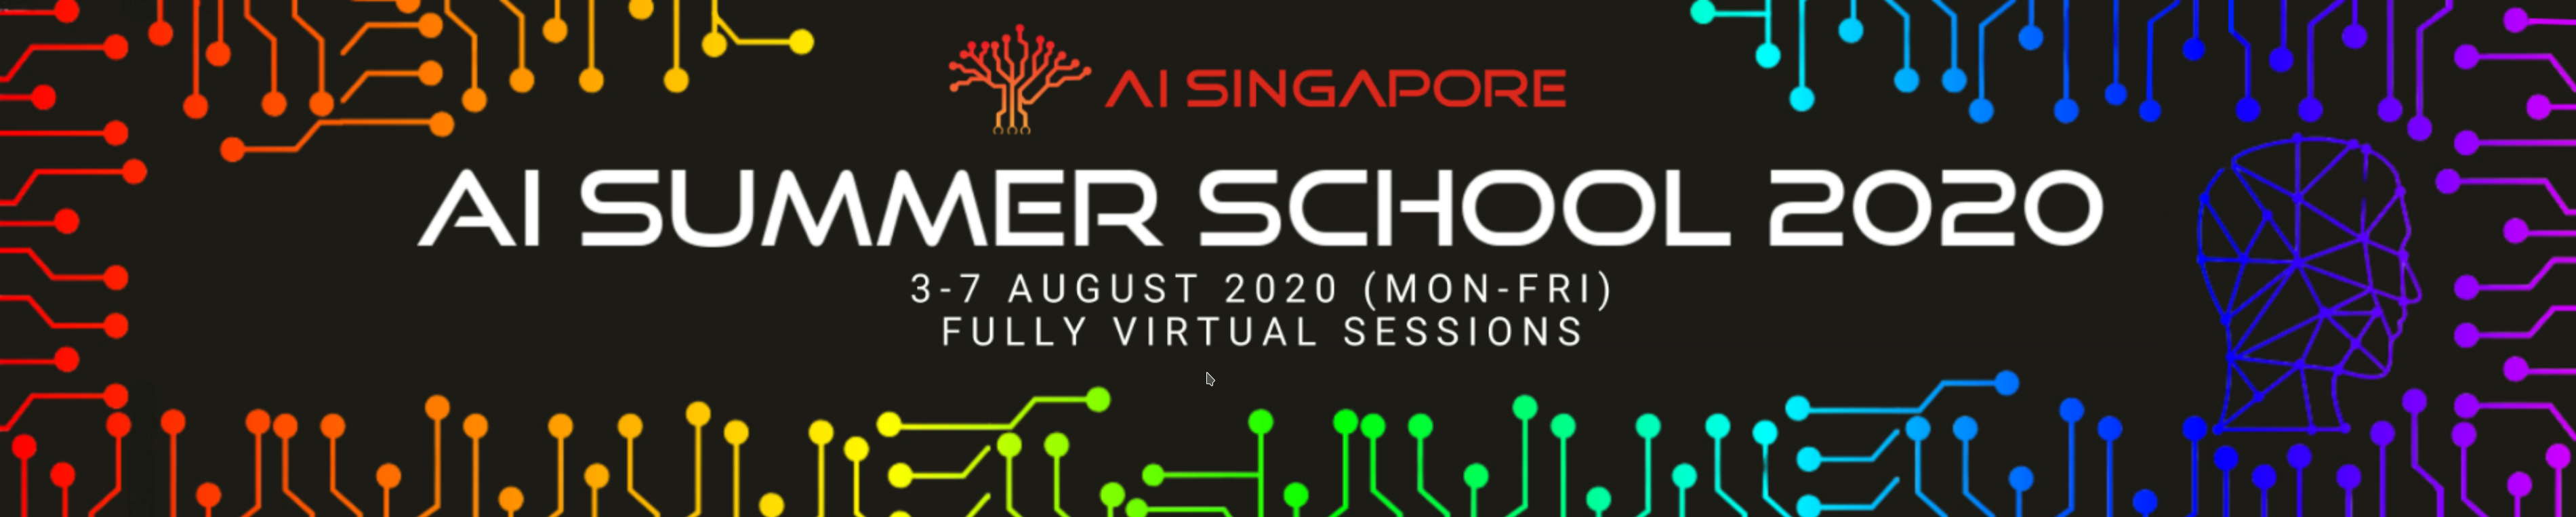 AI SINGAPORE
AI SUMMER SCHOOL 2020
3-7 AUGUST 2020 (MON-FRI)
FULLY VIRTUAL SESSIONS